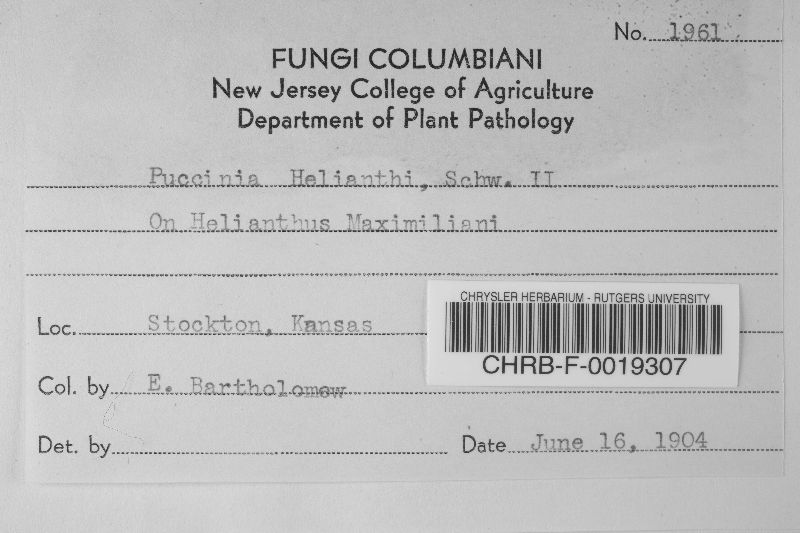 No. 1961
FUNGI COLUMBIANI
New Jersey College of Agriculture
Department of Plant Pathology
Puccinia Helianthi, Schw. II
On Helianthus Maximiliani
Loc. Stockton, Kansas
CHRYSLER HERBARIUM - RUTGERS UNIVERSITY
CHRB-F-0019307
Col. by E. Bartholomew
Det. by
Date June 16, 1904